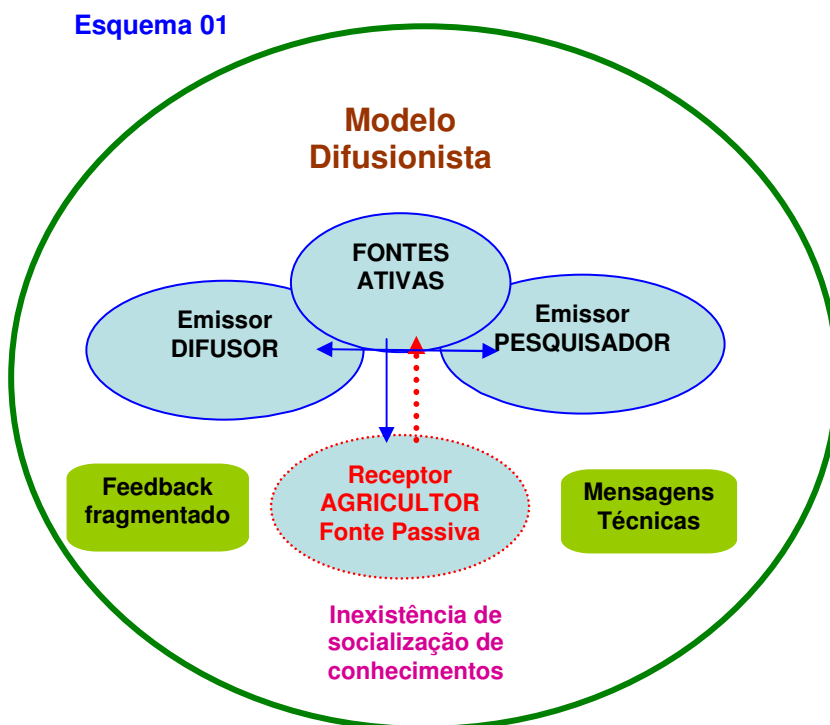 Esquema 01
Modelo
Difusionista
FONTES
ATIVAS
Emissor
DIFUSOR
Emissor
PESQUISADOR
Feedback
fragmentado
Receptor
AGRICULTOR
Fonte Passiva
Mensagens
Técnicas
Inexistência de
socialização de
conhecimentos